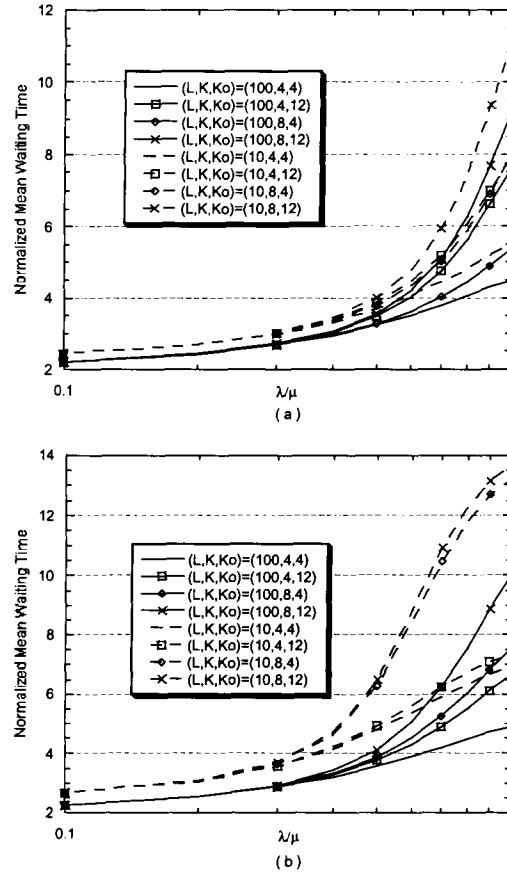 12
10
8
6
4
2
Normalized Mean Waiting Time
(L,K,Ko)=(100,4,4)
(L,K,Ko)=(100,4,12)
(L,K,Ko)=(100,8,4)
(L,K,Ko)=(100,8,12)
(L,K,Ko)=(10,4,4)
(L,K,Ko)=(10,4,12)
(L,K,Ko)=(10,8,4)
(L,K,Ko)=(10,8,12)
0.1
λ/μ
( a )
14
12
10
8
6
4
2
Normalized Mean Waiting Time
(L,K,Ko)=(100,4,4)
(L,K,Ko)=(100,4,12)
(L,K,Ko)=(100,8,4)
(L,K,Ko)=(100,8,12)
(L,K,Ko)=(10,4,4)
(L,K,Ko)=(10,4,12)
(L,K,Ko)=(10,8,4)
(L,K,Ko)=(10,8,12)
0.1
λ/μ
( b )